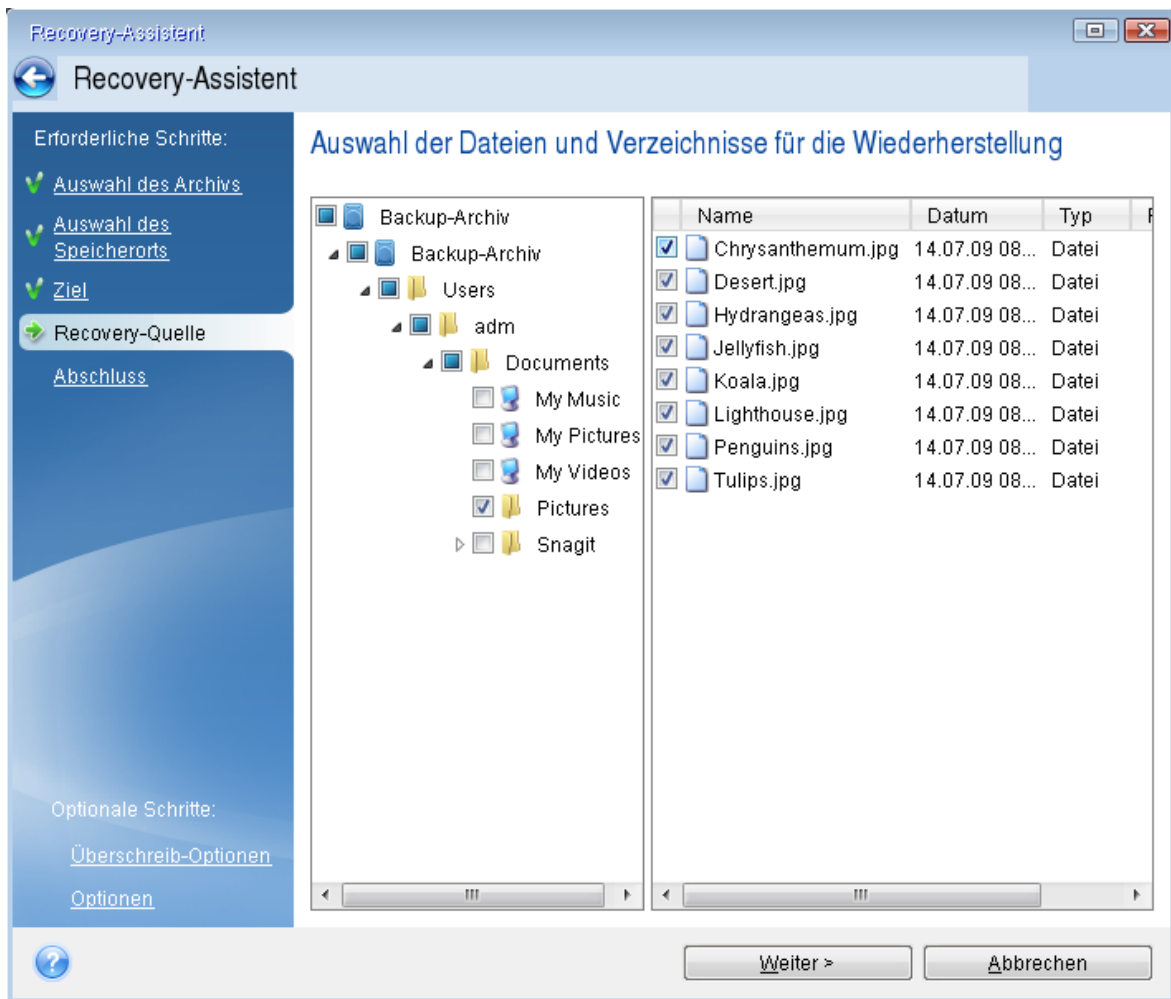 Recovery-Assistent
Recovery-Assistent
Erforderliche Schritte:
Auswahl des Archivs
Auswahl des
Speicherorts
Ziel
Recovery-Quelle
Abschluss
Optionale Schritte:
Überschreib-Optionen
Optionen
Auswahl der Dateien und Verzeichnisse für die Wiederherstellung
Backup-Archiv
Backup-Archiv
Users
adm
Documents
My Music
My Pictures
My Videos
Pictures
Snagit
Name Datum Typ
Chrysanthemum.jpg 14.07.09 08... Datei
Desert.jpg 14.07.09 08... Datei
Hydrangeas.jpg 14.07.09 08... Datei
Jellyfish.jpg 14.07.09 08... Datei
Koala.jpg 14.07.09 08... Datei
Lighthouse.jpg 14.07.09 08... Datei
Penguins.jpg 14.07.09 08... Datei
Tulips.jpg 14.07.09 08... Datei
?
Weiter >
Abbrechen